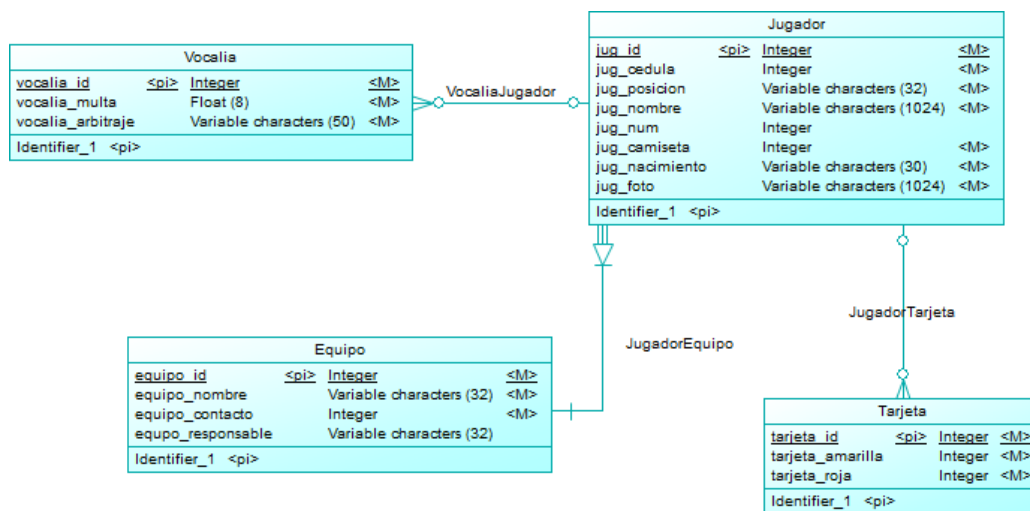 Vocalia
vocalia_id <pi> Integer <M>
vocalia_multa Float (8) <M>
vocalia_arbitraje Variable characters (50) <M>
Identifier_1 <pi>
VocaliaJugador
Jugador
jug_id <pi> Integer <M>
jug_cedula Integer <M>
jug_posicion Variable characters (32) <M>
jug_nombre Variable characters (1024) <M>
jug_num Integer
jug_camiseta Integer <M>
jug_nacimiento Variable characters (30) <M>
jug_foto Variable characters (1024) <M>
Identifier_1 <pi>
JugadorTarjeta
JugadorEquipo
Equipo
equipo_id <pi> Integer <M>
equipo_nombre Variable characters (32) <M>
equipo_contacto Integer <M>
equpo_responsable Variable characters (32)
Identifier_1 <pi>
Tarjeta
tarjeta_id <pi> Integer <M>
tarjeta_amarilla Integer <M>
tarjeta_roja Integer <M>
Identifier_1 <pi>